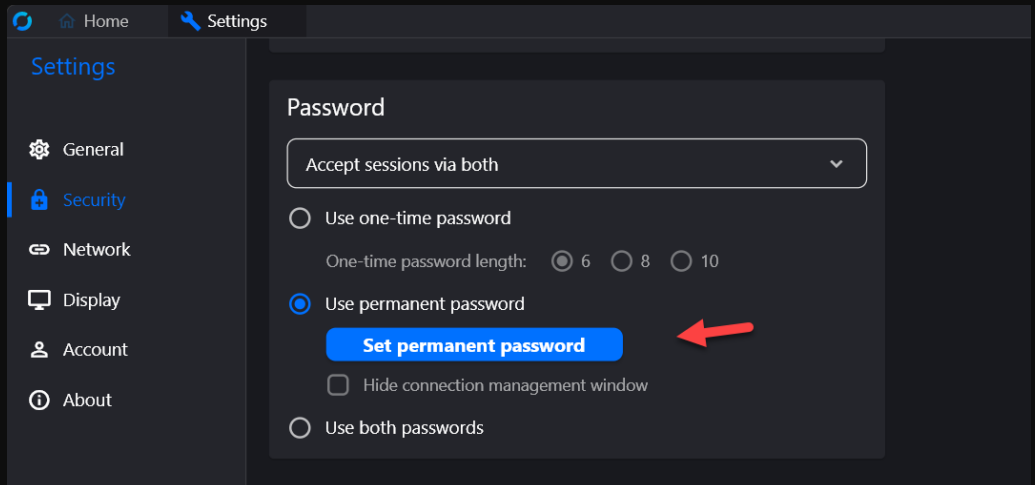 Home
Settings
Settings
General
Security
Network
Display
Account
About
Password
Accept sessions via both
Use one-time password
One-time password length: 6 8 10
Use permanent password
Set permanent password
Hide connection management window
Use both passwords